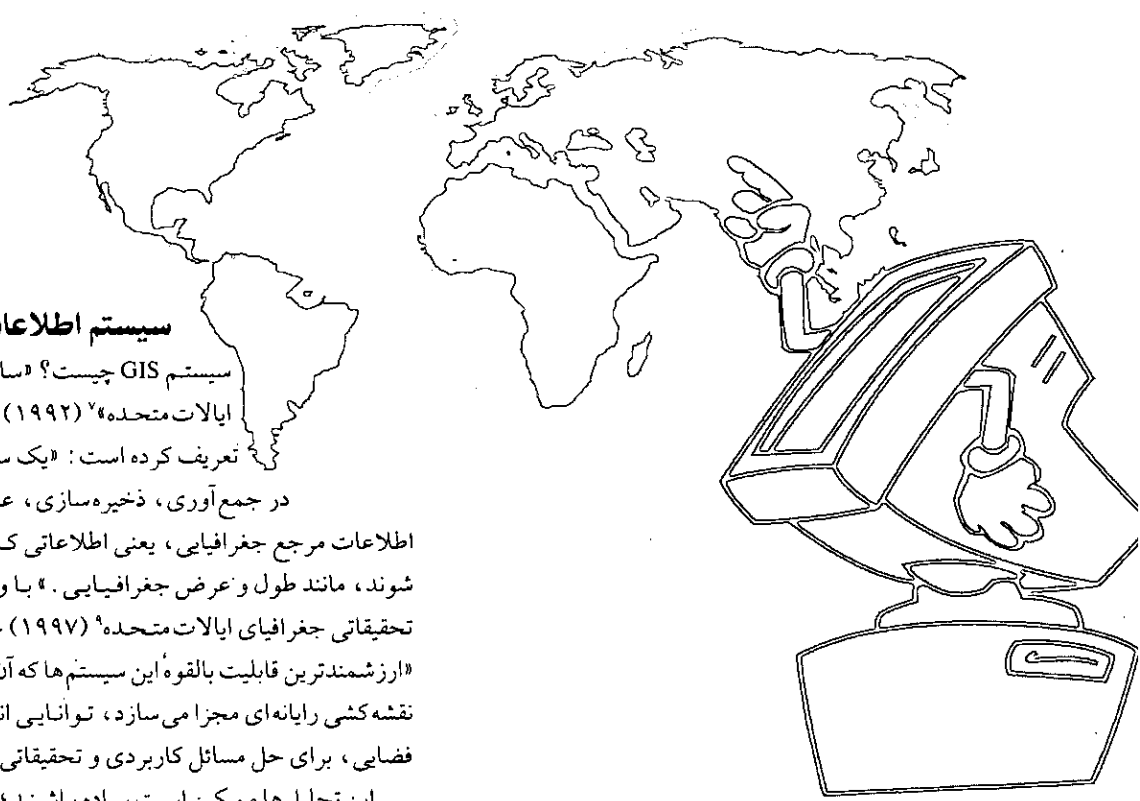 سیستم اطلاعا
سیستم GIS چیست؟ «سا
ایالات متحده»۷ (۱۹۹۲)
تعریف کرده است: «یک س
در جمع‌آوری، ذخیره‌سازی، ع
اطلاعات مرجع جغرافیایی، یعنی اطلاعاتی ک
شوند، مانند طول و عرض جغرافیایی.» با و
تحقیقاتی جغرافیای ایالات متحده۹ (۱۹۹۷)
«ارزشمندترین قابلیت بالقوهٔ این سیستم‌ها که آن
نقشه‌کشی رایانه‌ای مجزا می‌سازد، توانایی ان
فضایی، برای حل مسائل کاربردی و تحقیقاتی